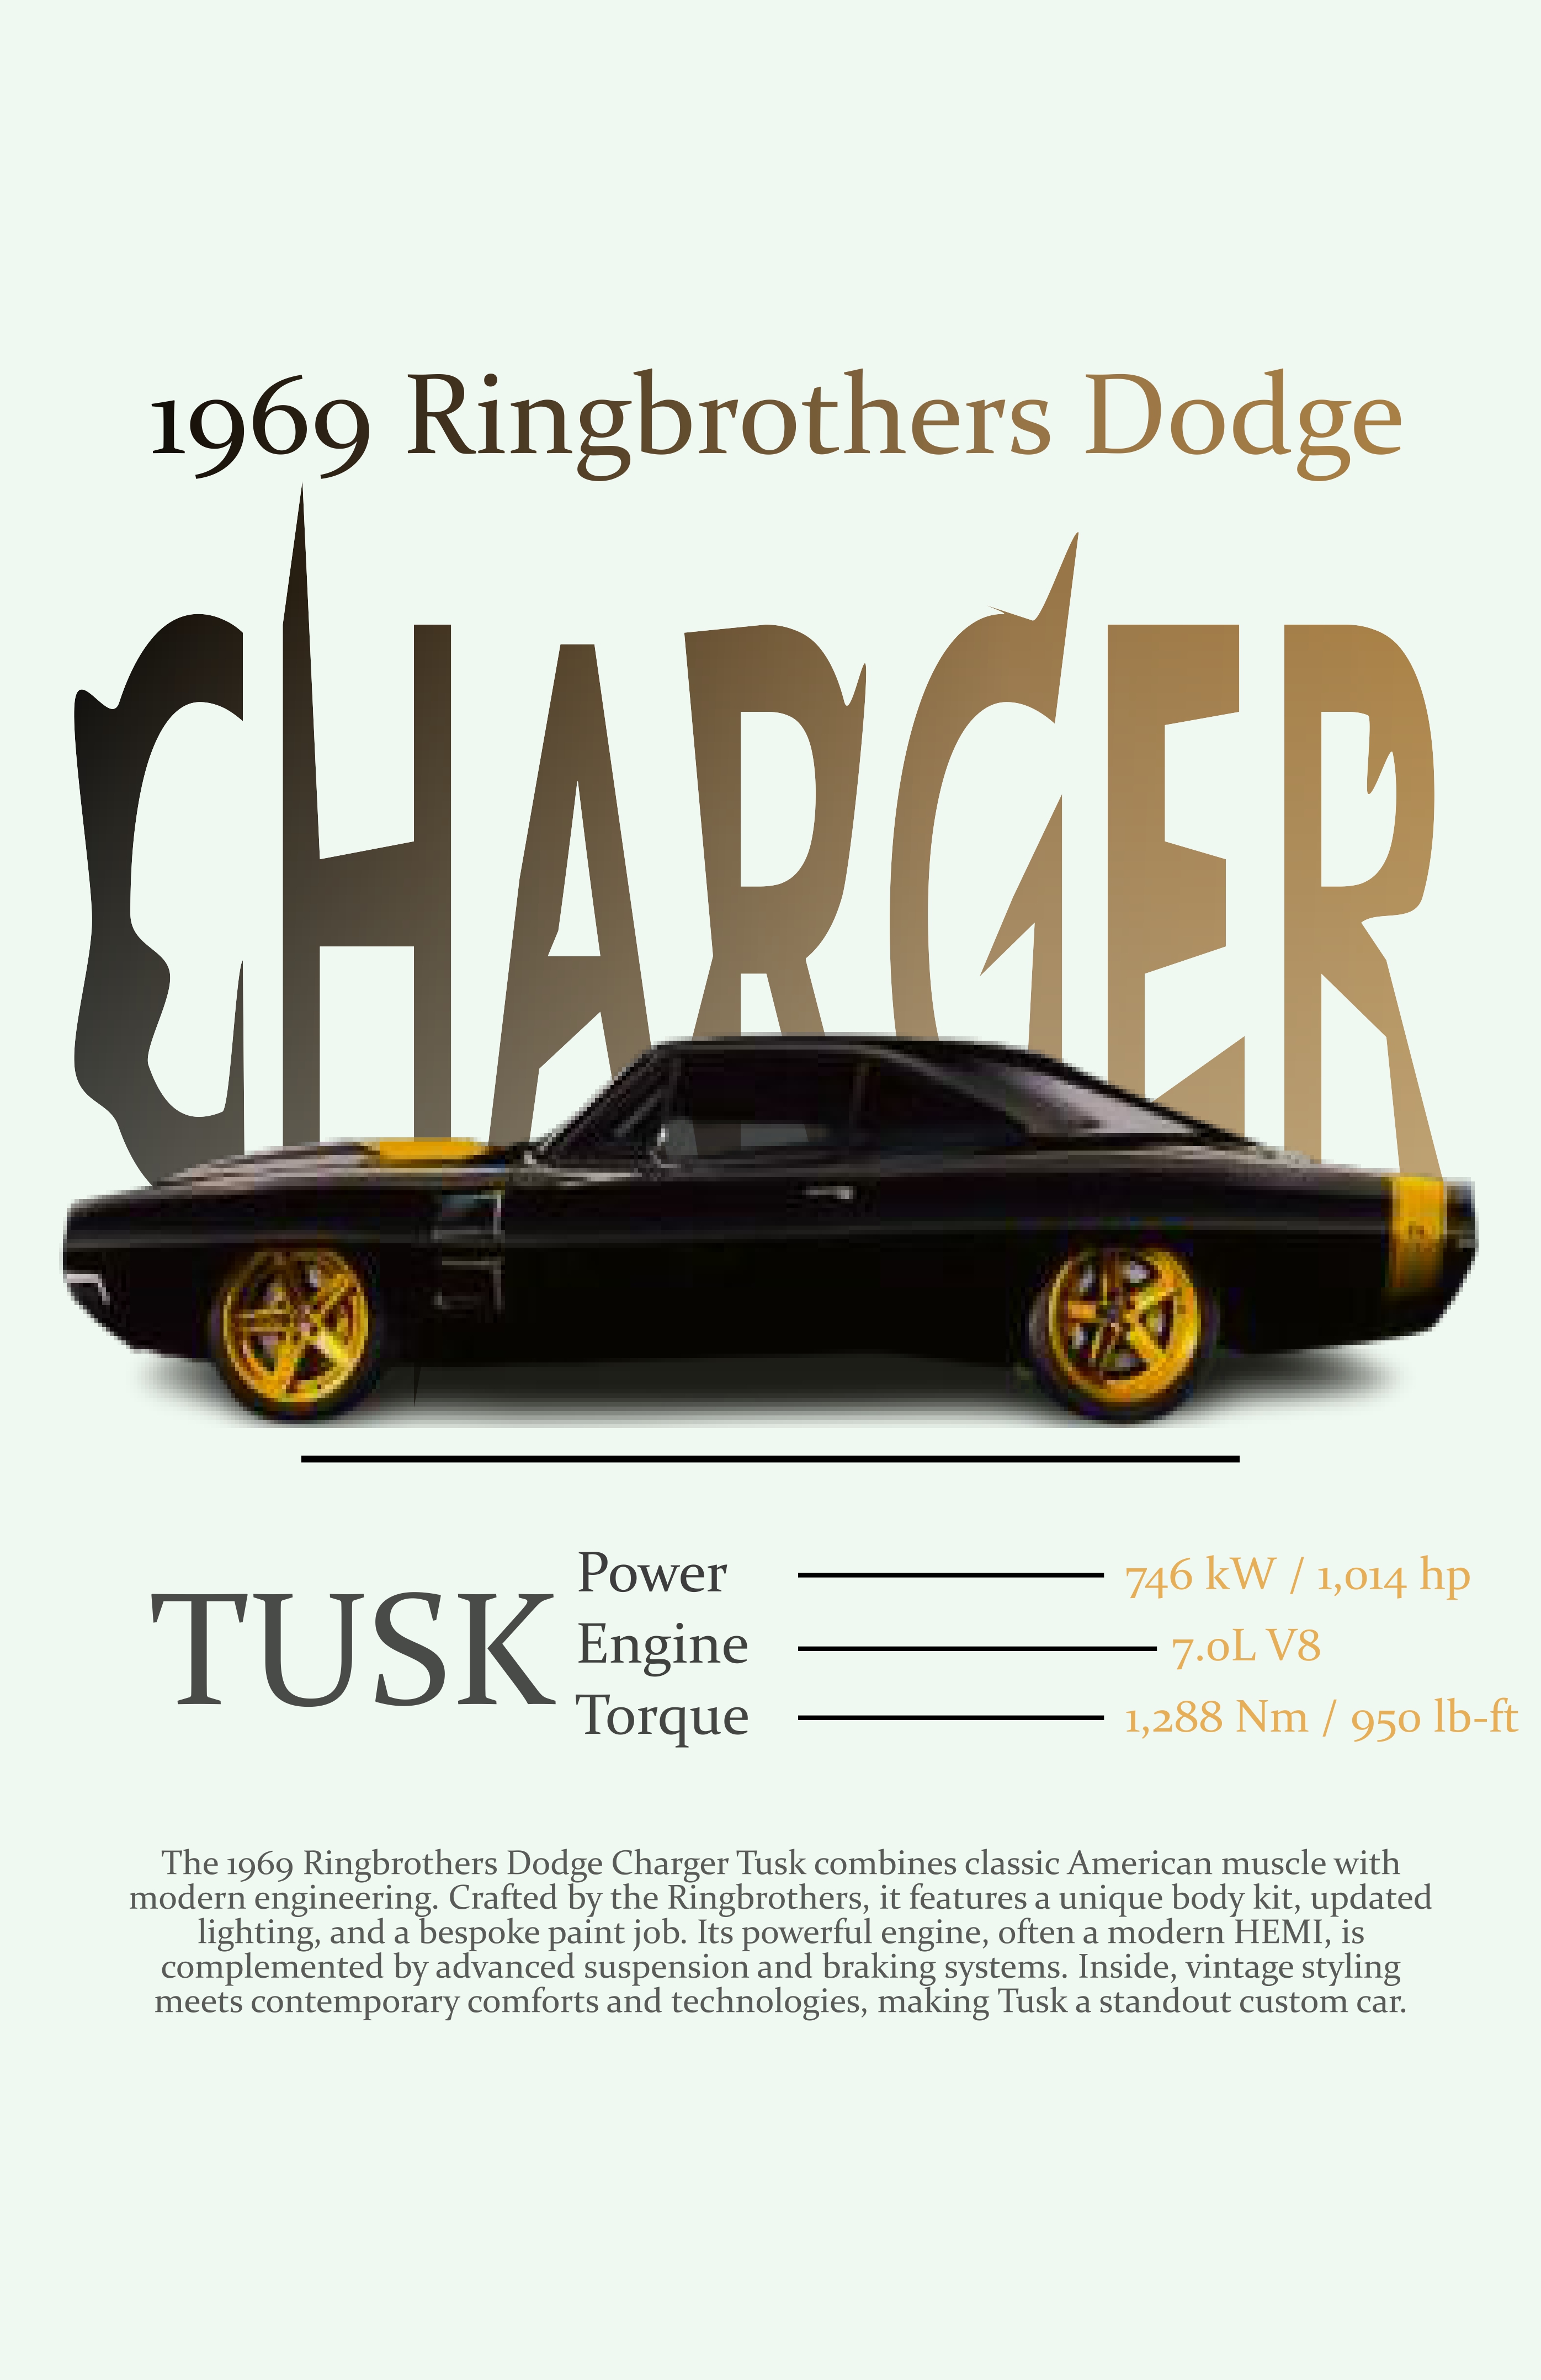 1969 Ringbrothers Dodge
CHARGER
TUSK
Power 746 kW / 1,014 hp
Engine 7.0L V8
Torque 1,288 Nm / 950 lb-ft
The 1969 Ringbrothers Dodge Charger Tusk combines classic American muscle with
modern engineering. Crafted by the Ringbrothers, it features a unique body kit, updated
lighting, and a bespoke paint job. Its powerful engine, often a modern HEMI, is
complemented by advanced suspension and braking systems. Inside, vintage styling
meets contemporary comforts and technologies, making Tusk a standout custom car.